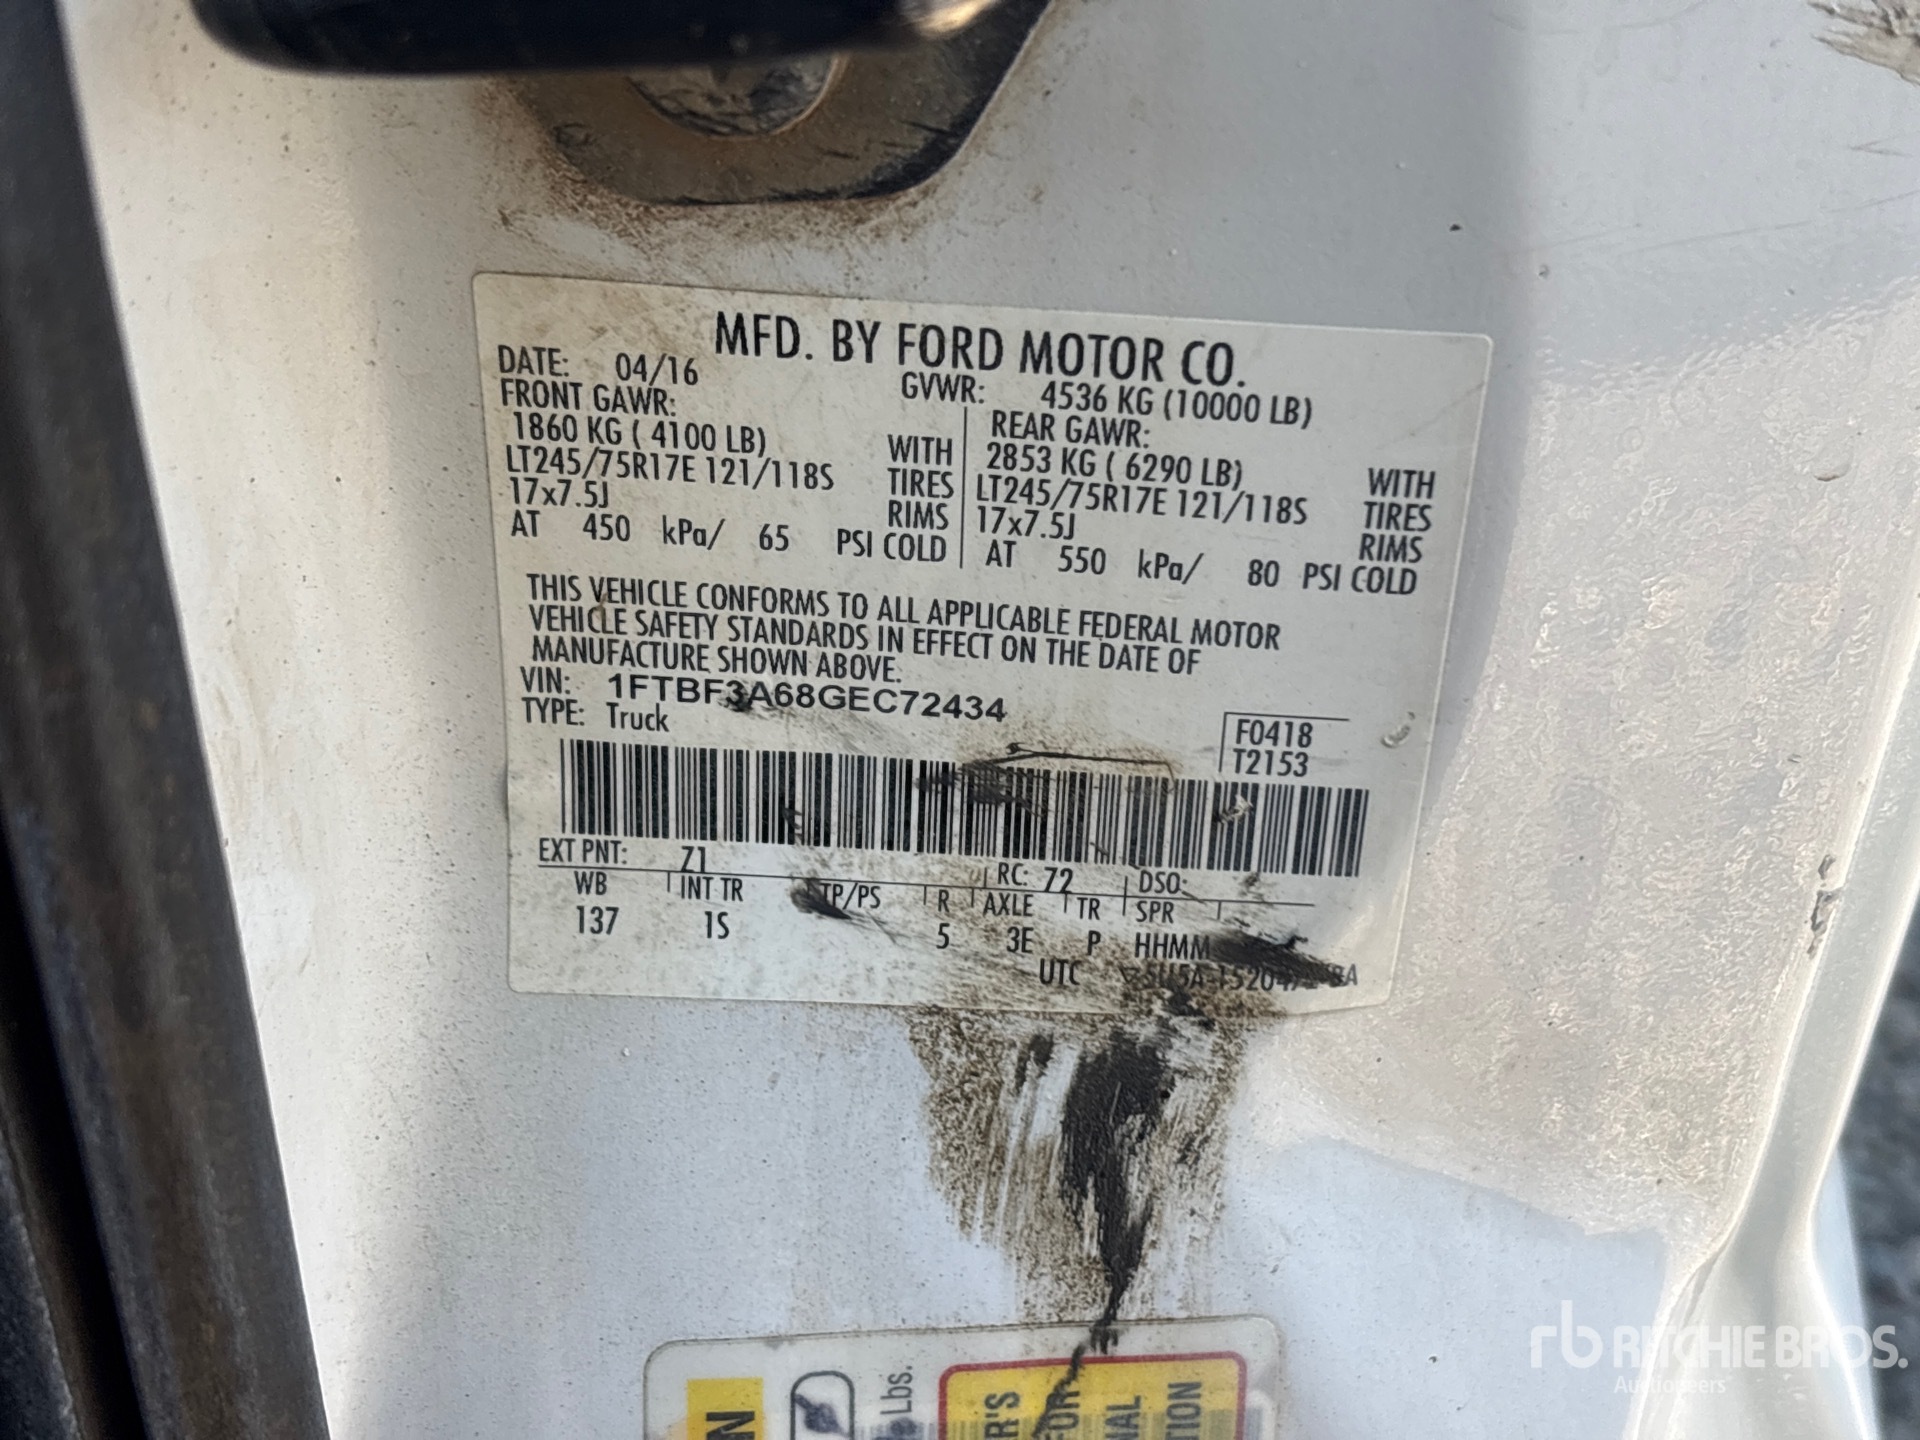 MFD. BY FORD MOTOR CO.
DATE: 04/16 GVWR: 4536 KG (10000 LB)
FRONT GAWR: REAR GAWR:
1860 KG ( 4100 LB) WITH 2853 KG ( 6290 LB) WITH
LT245/75R17E 121/118S TIRES LT245/75R17E 121/118S TIRES
17x7.5J RIMS 17x7.5J RIMS
AT 450 kPa/ 65 PSI COLD AT 550 kPa/ 80 PSI COLD
THIS VEHICLE CONFORMS TO ALL APPLICABLE FEDERAL MOTOR
VEHICLE SAFETY STANDARDS IN EFFECT ON THE DATE OF
MANUFACTURE SHOWN ABOVE.
VIN: 1FTBF3A68GEC72434
TYPE: Truck
F0418
T2153
EXT PNT: Z1 RC: 72 DSO:
WB INT TR TP/PS R AXLE TR SPR
137 1S 5 3E P HHMM
UTC
Lbs.
rb RITCHIE BROS.
Auctioneers